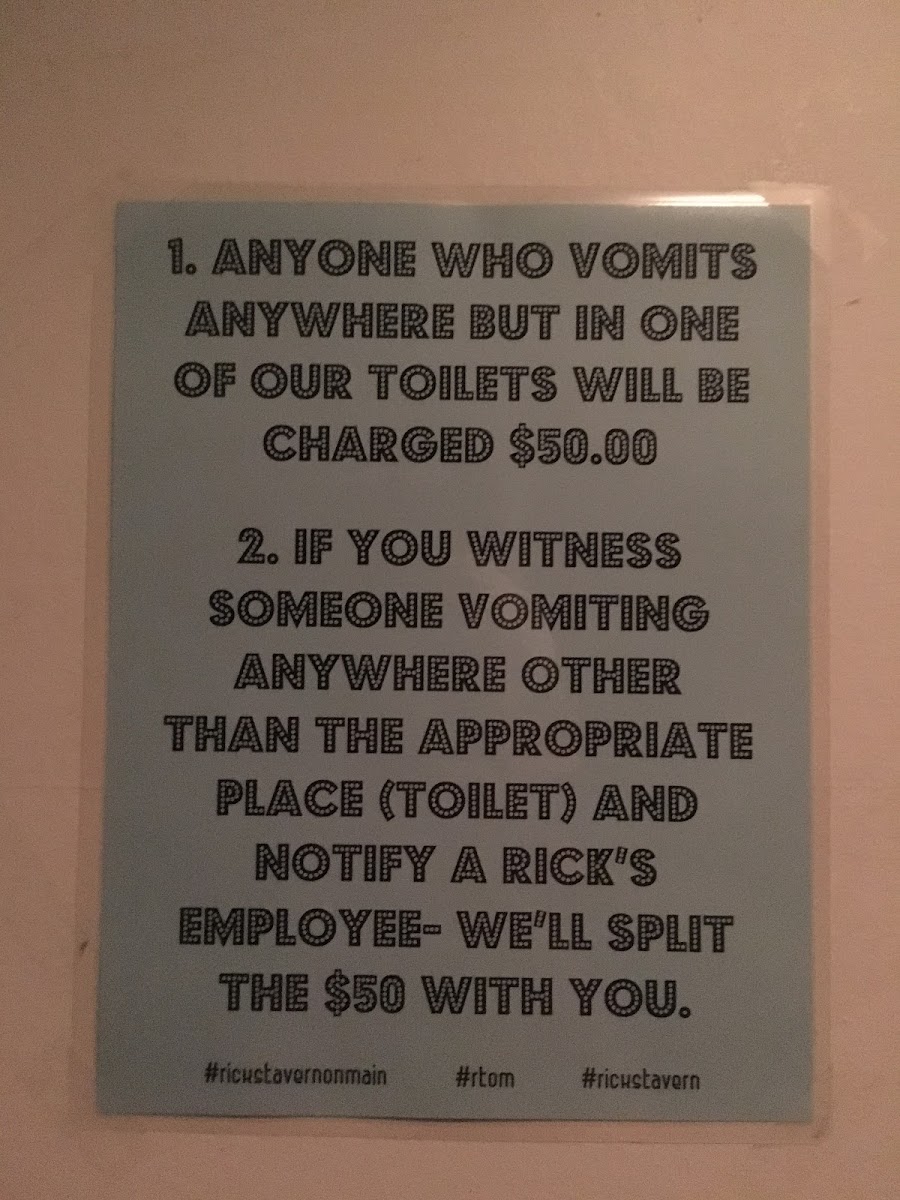 1. ANYONE WHO VOMITS
ANYWHERE BUT IN ONE
OF OUR TOILETS WILL BE
CHARGED $50.00
2. IF YOU WITNESS
SOMEONE VOMITING
ANYWHERE OTHER
THAN THE APPROPRIATE
PLACE (TOILET) AND
NOTIFY A RICK'S
EMPLOYEE- WE'LL SPLIT
THE $50 WITH YOU.
#rickstavernonmain #rtom #rickstavern